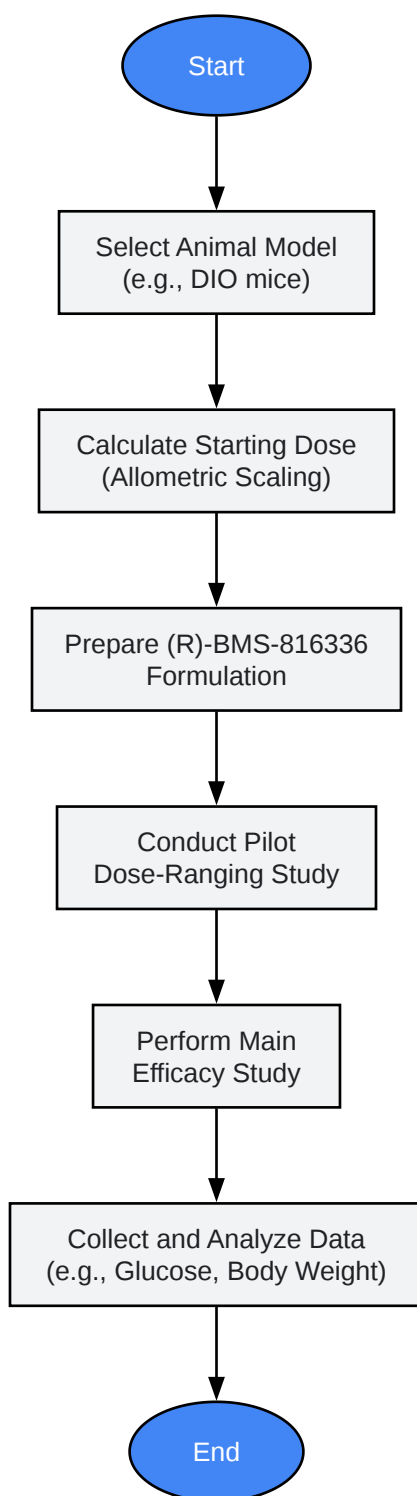 Start
Select Animal Model
(e.g., DIO mice)
Calculate Starting Dose
(Allometric Scaling)
Prepare (R)-BMS-816336
Formulation
Conduct Pilot
Dose-Ranging Study
Perform Main
Efficacy Study
Collect and Analyze Data
(e.g., Glucose, Body Weight)
End